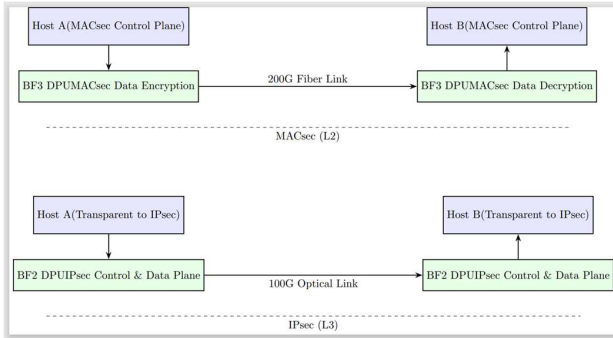 Host A(MACsec Control Plane)
Host B(MACsec Control Plane)
BF3 DPUMACsec Data Encryption
200G Fiber Link
BF3 DPUMACsec Data Decryption
MACsec (L2)
Host A(Transparent to IPsec)
Host B(Transparent to IPsec)
BF2 DPUIPsec Control & Data Plane
100G Optical Link
BF2 DPUIPsec Control & Data Plane
IPsec (L3)